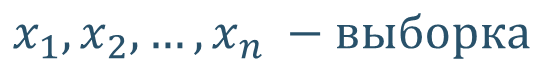 x₁, x₂, …, xₙ – выборка